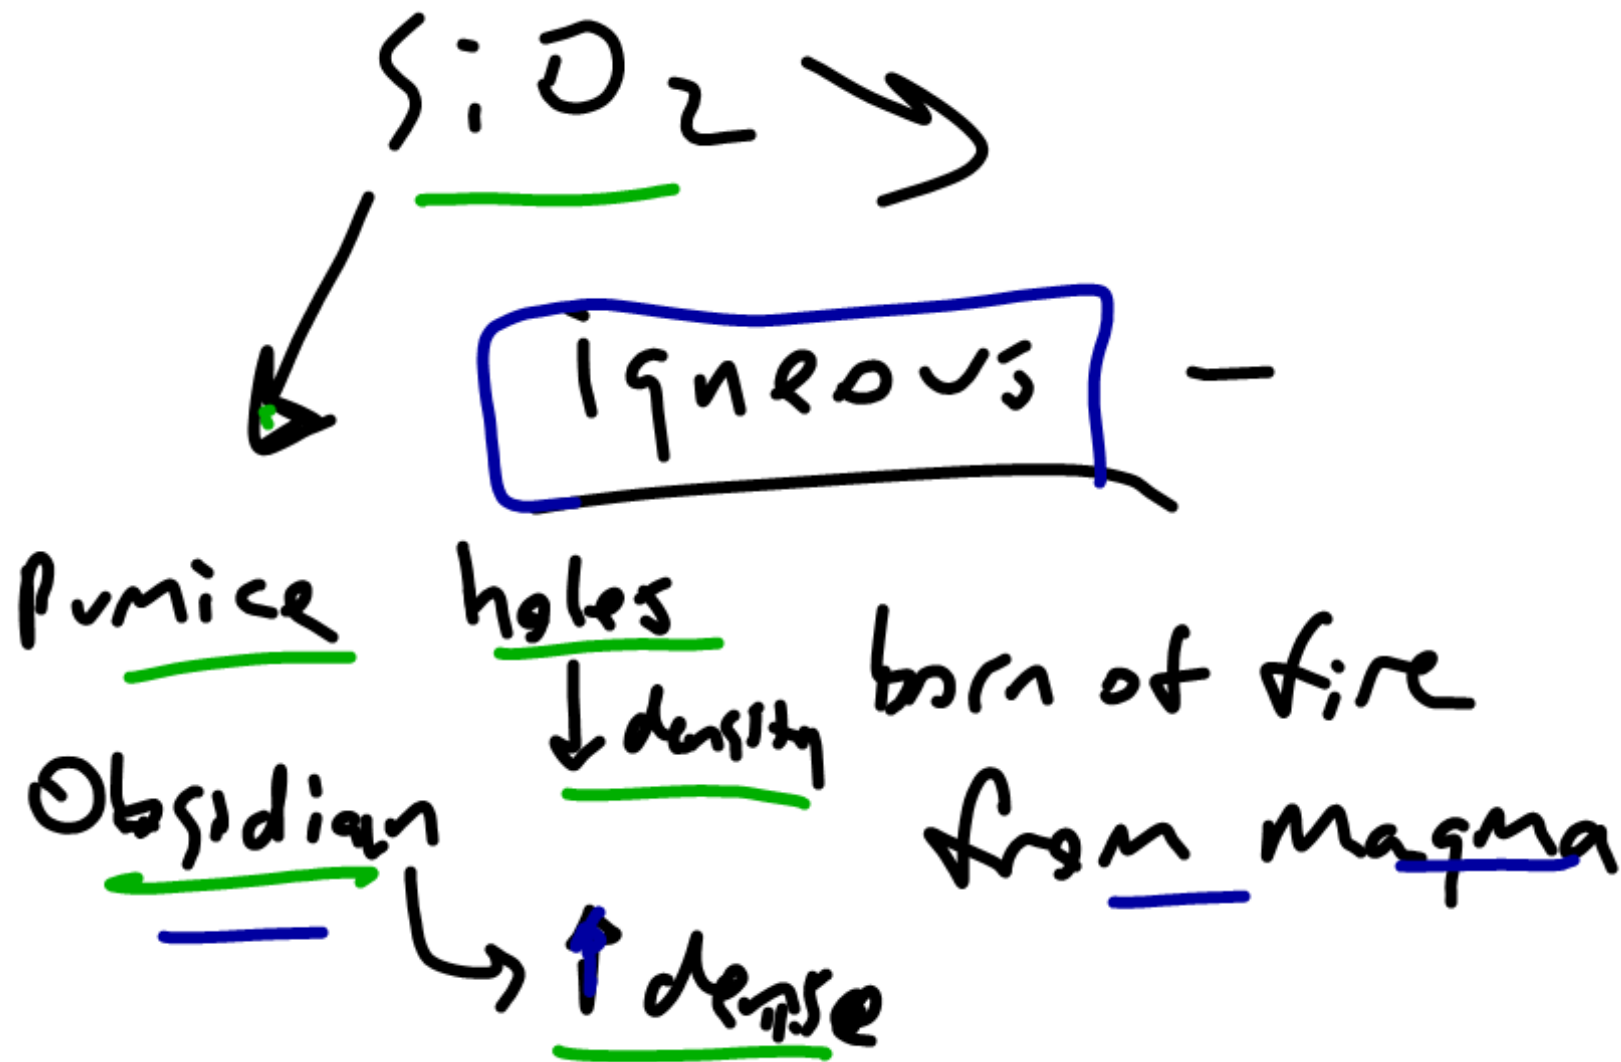 SiO2
igneous -
Pumice holes
↓ density
born of fire
Obsidian
from magma
↑ dense